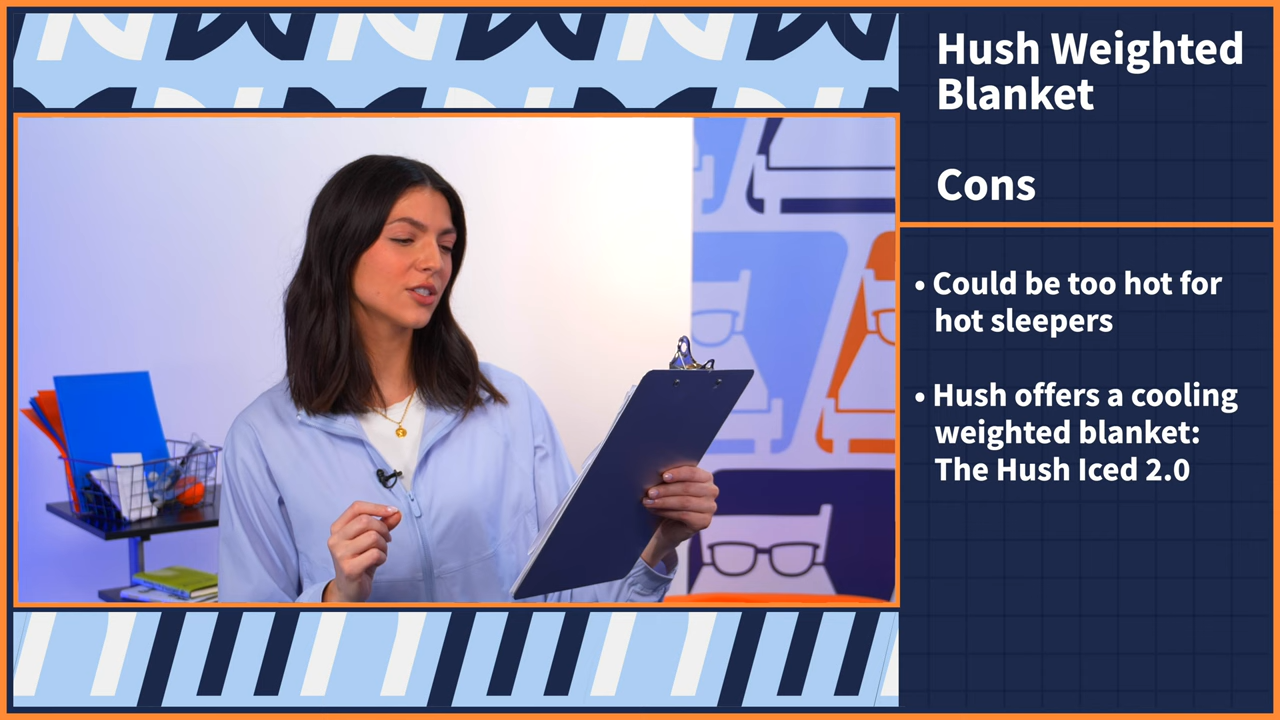 Hush Weighted
Blanket
Cons
• Could be too hot for
hot sleepers
• Hush offers a cooling
weighted blanket:
The Hush Iced 2.0